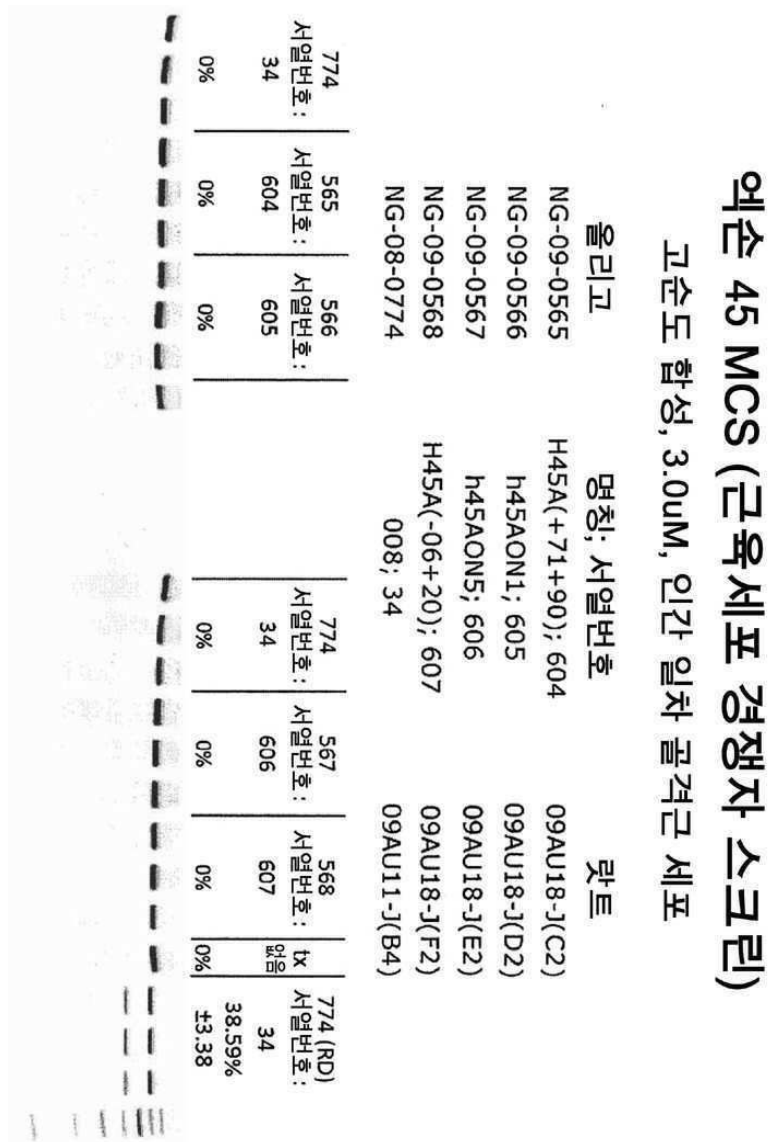 엑손 45 MCS (근육세포 경쟁자 스크린)
고순도 합성, 3.0uM, 인간 일차 골격근 세포
올리고 명칭; 서열번호 랏트
NG-09-0565 H45A(+71+90); 604 09AU18-J(C2)
NG-09-0566 h45AON1; 605 09AU18-J(D2)
NG-09-0567 h45AON5; 606 09AU18-J(E2)
NG-09-0568 H45A(-06+20); 607 09AU18-J(F2)
NG-08-0774 008; 34 09AU11-J(B4)
774 565 566 774 567 568 tx 774 (RD)
서열번호: 서열번호: 서열번호: 서열번호: 서열번호: 서열번호: 없음 서열번호:
34 604 605 34 606 607 34
0% 0% 0% 0% 0% 0% 0% 38.59%
±3.38